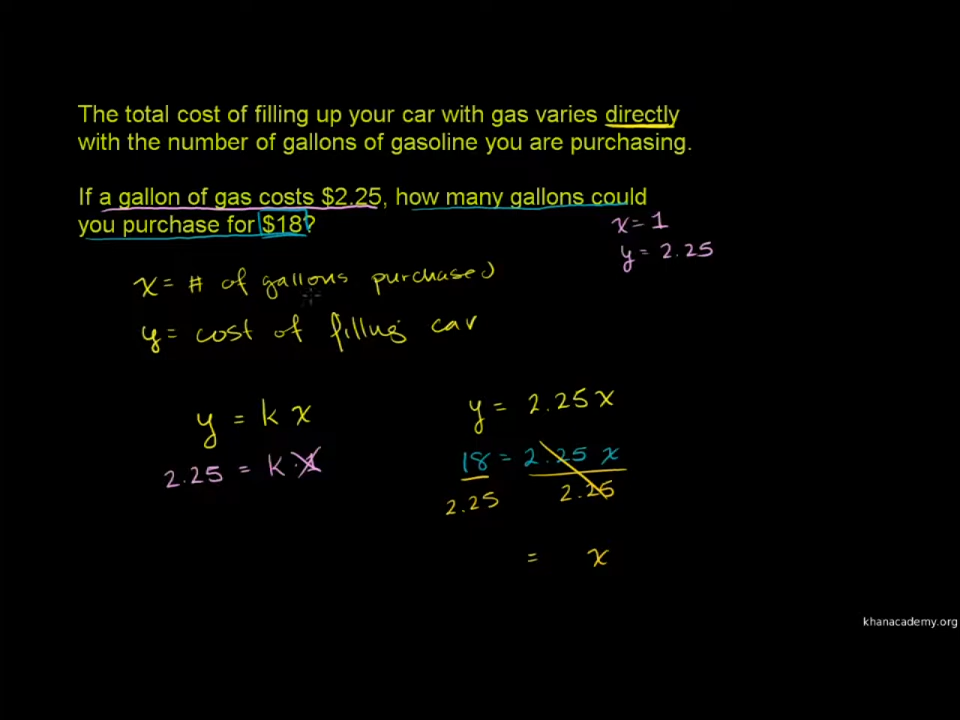 The total cost of filling up your car with gas varies directly
with the number of gallons of gasoline you are purchasing.
If a gallon of gas costs $2.25, how many gallons could
you purchase for $18?
x = 1
y = 2.25
x = # of gallons purchased
y = cost of filling car
y = k x
2.25 = k · 1
y = 2.25 x
18 = 2.25 x
2.25 2.25
= x
khanacademy.org